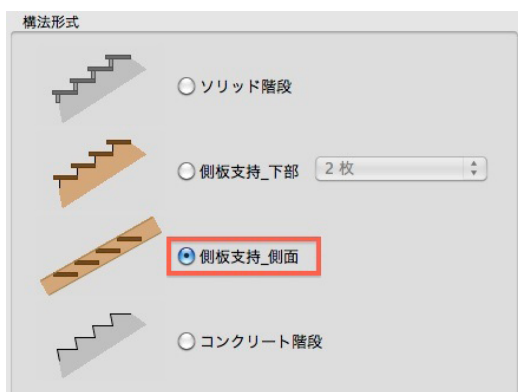 構法形式
ソリッド階段
側板支持_下部 2 枚
側板支持_側面
コンクリート階段